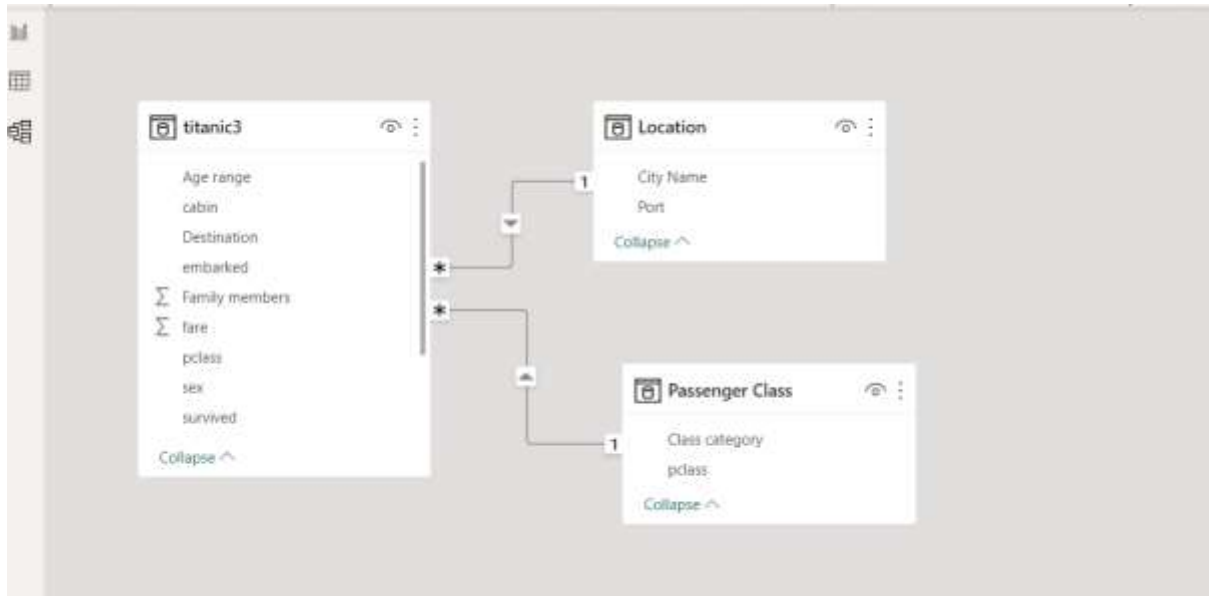 titanic3
Age range
cabin
Destination
embarked
Σ Family members
Σ fare
pclass
sex
survived
Collapse
*
*
1
Location
City Name
Port
Collapse
1
Passenger Class
Class category
pclass
Collapse